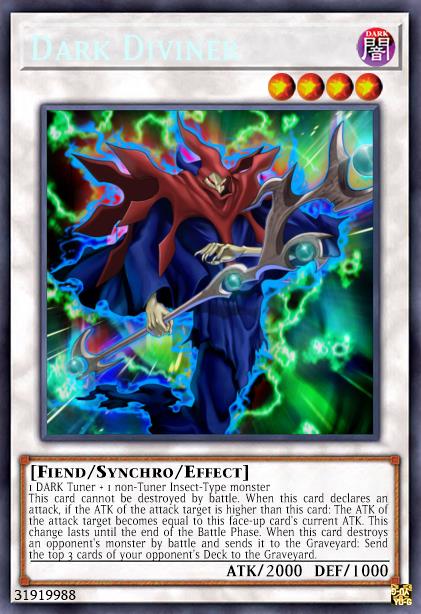 Dark Diviner
DARK
闇
[Fiend/Synchro/Effect]
1 DARK Tuner + 1 non-Tuner Insect-Type monster
This card cannot be destroyed by battle. When this card declares an
attack, if the ATK of the attack target is higher than this card: The ATK of
the attack target becomes equal to this face-up card's current ATK. This
change lasts until the end of the Battle Phase. When this card destroys
an opponent's monster by battle and sends it to the Graveyard: Send
the top 3 cards of your opponent's Deck to the Graveyard.
ATK/2000 DEF/1000
31919988